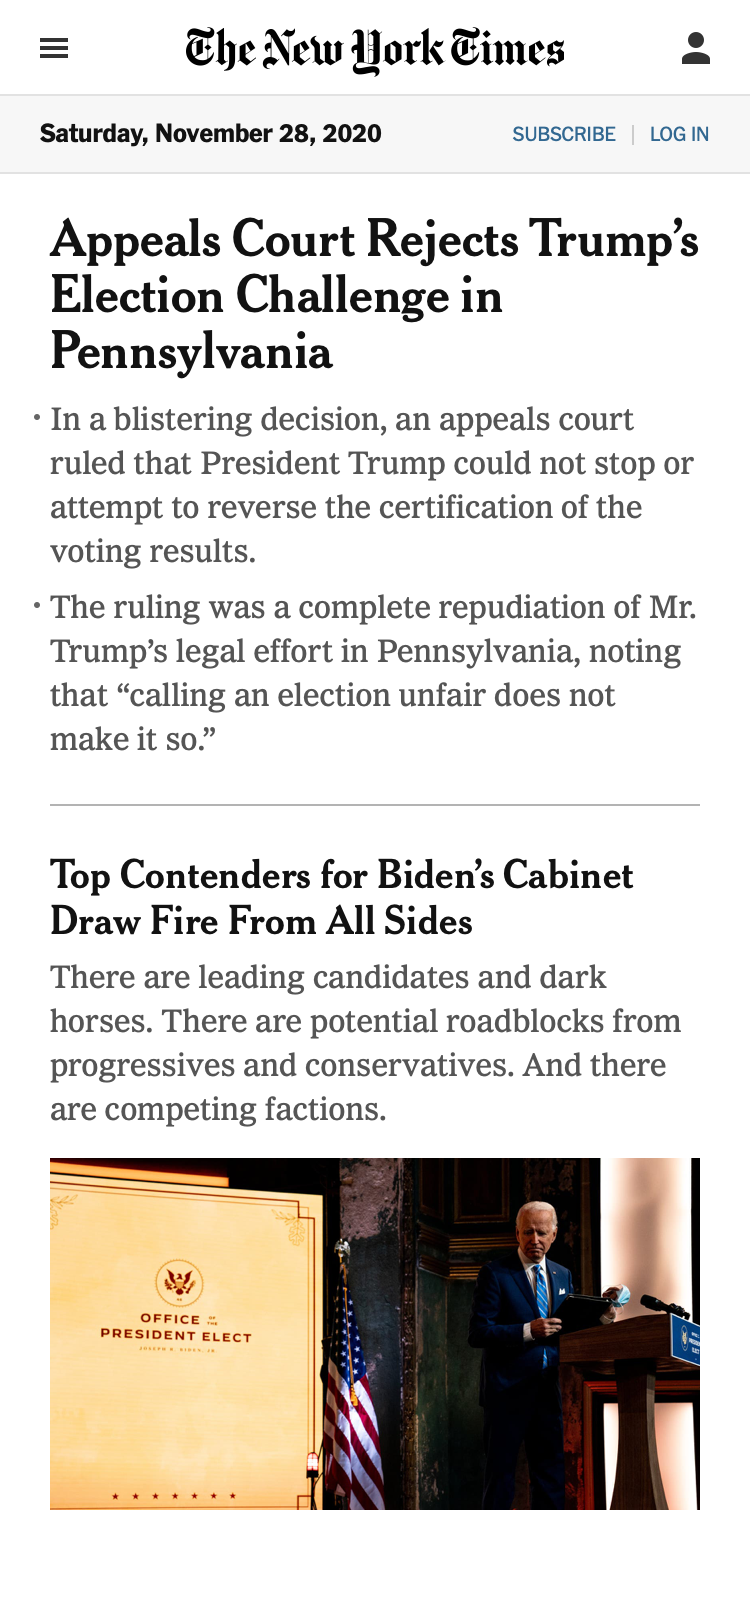 The New York Times
Saturday, November 28, 2020
SUBSCRIBE | LOG IN
Appeals Court Rejects Trump’s
Election Challenge in
Pennsylvania
• In a blistering decision, an appeals court
ruled that President Trump could not stop or
attempt to reverse the certification of the
voting results.
• The ruling was a complete repudiation of Mr.
Trump’s legal effort in Pennsylvania, noting
that “calling an election unfair does not
make it so.”
Top Contenders for Biden’s Cabinet
Draw Fire From All Sides
There are leading candidates and dark
horses. There are potential roadblocks from
progressives and conservatives. And there
are competing factions.
OFFICE OF THE
PRESIDENT ELECT
JOSEPH R. BIDEN, JR.